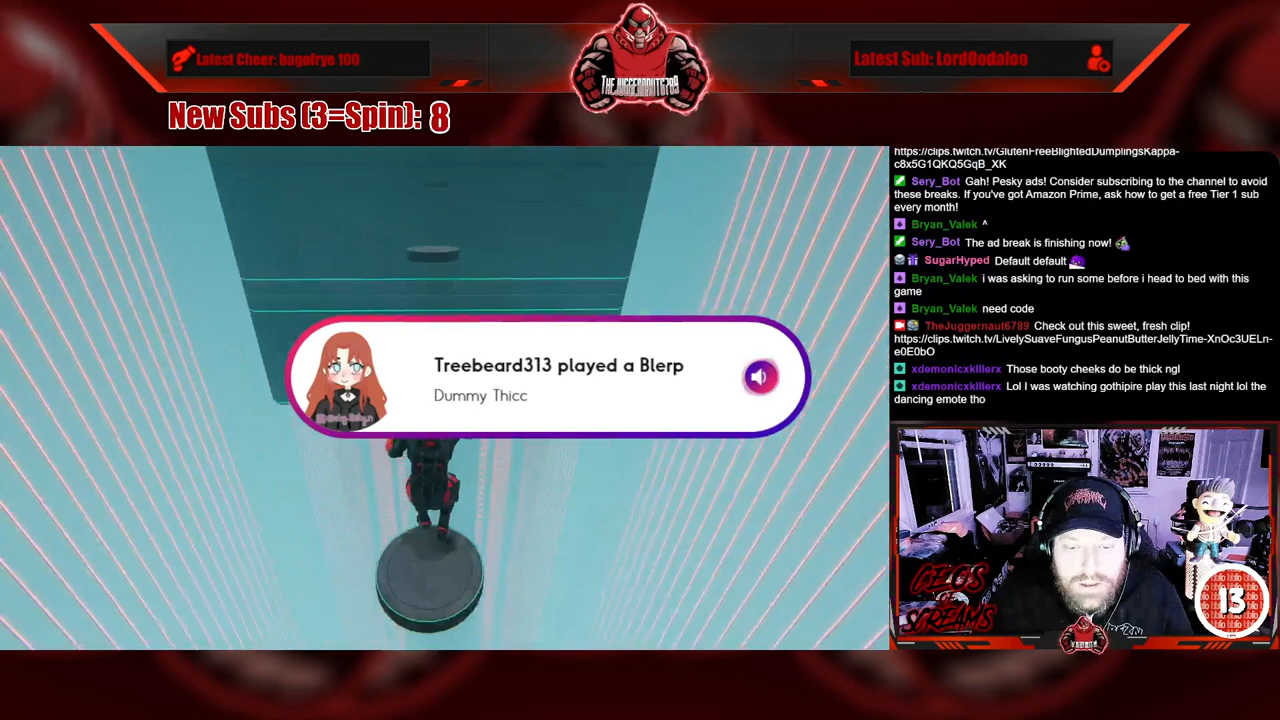 Latest Cheer: bagofrye 100
THEJUGGERNAUT6789
Latest Sub: LordOodaloo
New Subs (3=Spin): 8
https://clips.twitch.tv/GlutenFreeBlightedDumplingsKappa-
c8x5G1QKQ5GqB_XK
Sery_Bot Gah! Pesky ads! Consider subscribing to the channel to avoid
these breaks. If you've got Amazon Prime, ask how to get a free Tier 1 sub
every month!
Bryan_Valek ^
Sery_Bot The ad break is finishing now!
SugarHyped Default default
Bryan_Valek i was asking to run some before i head to bed with this
game
Bryan_Valek need code
TheJuggernaut6789 Check out this sweet, fresh clip!
https://clips.twitch.tv/LivelySuaveFungusPeanutButterJellyTime-XnOc3UELn-
e0E0bO
xdemonicxkillerx Those booty cheeks do be thick ngl
xdemonicxkillerx Lol I was watching gothipire play this last night lol the
dancing emote tho
Treebeard313 played a Blerp
Dummy Thicc
13